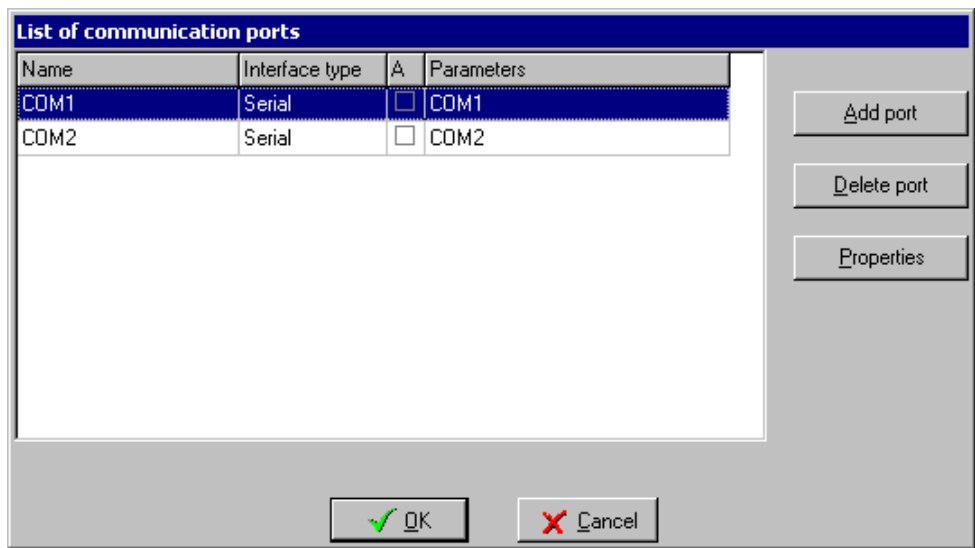 List of communication ports
Name Interface type A Parameters
COM1 Serial COM1
COM2 Serial COM2
Add port
Delete port
Properties
OK Cancel